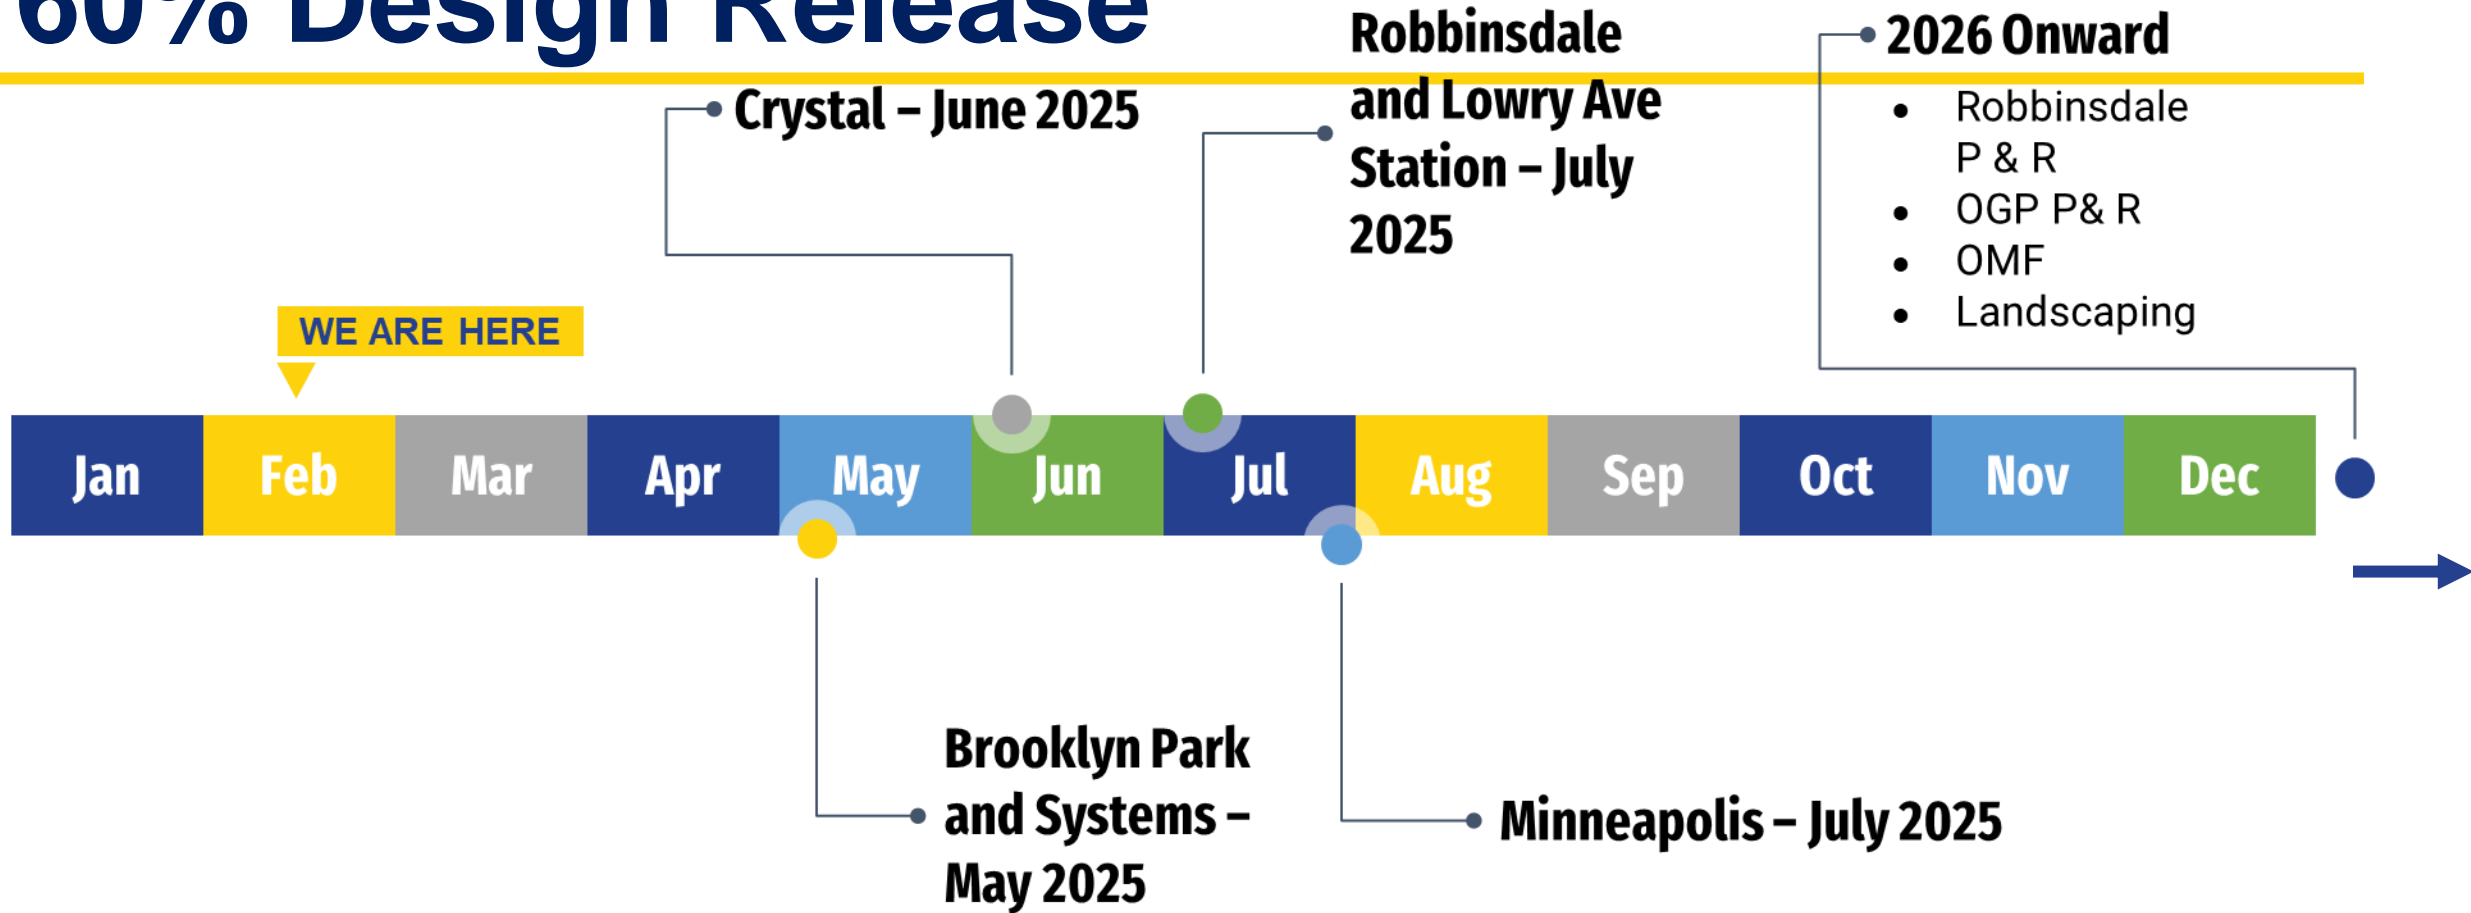 60% Design Release
Robbinsdale
and Lowry Ave
Station – July
2025
2026 Onward
• Robbinsdale
P & R
• OGP P& R
• OMF
• Landscaping
Crystal – June 2025
WE ARE HERE
Jan Feb Mar Apr May Jun Jul Aug Sep Oct Nov Dec
Brooklyn Park
and Systems –
May 2025
Minneapolis – July 2025